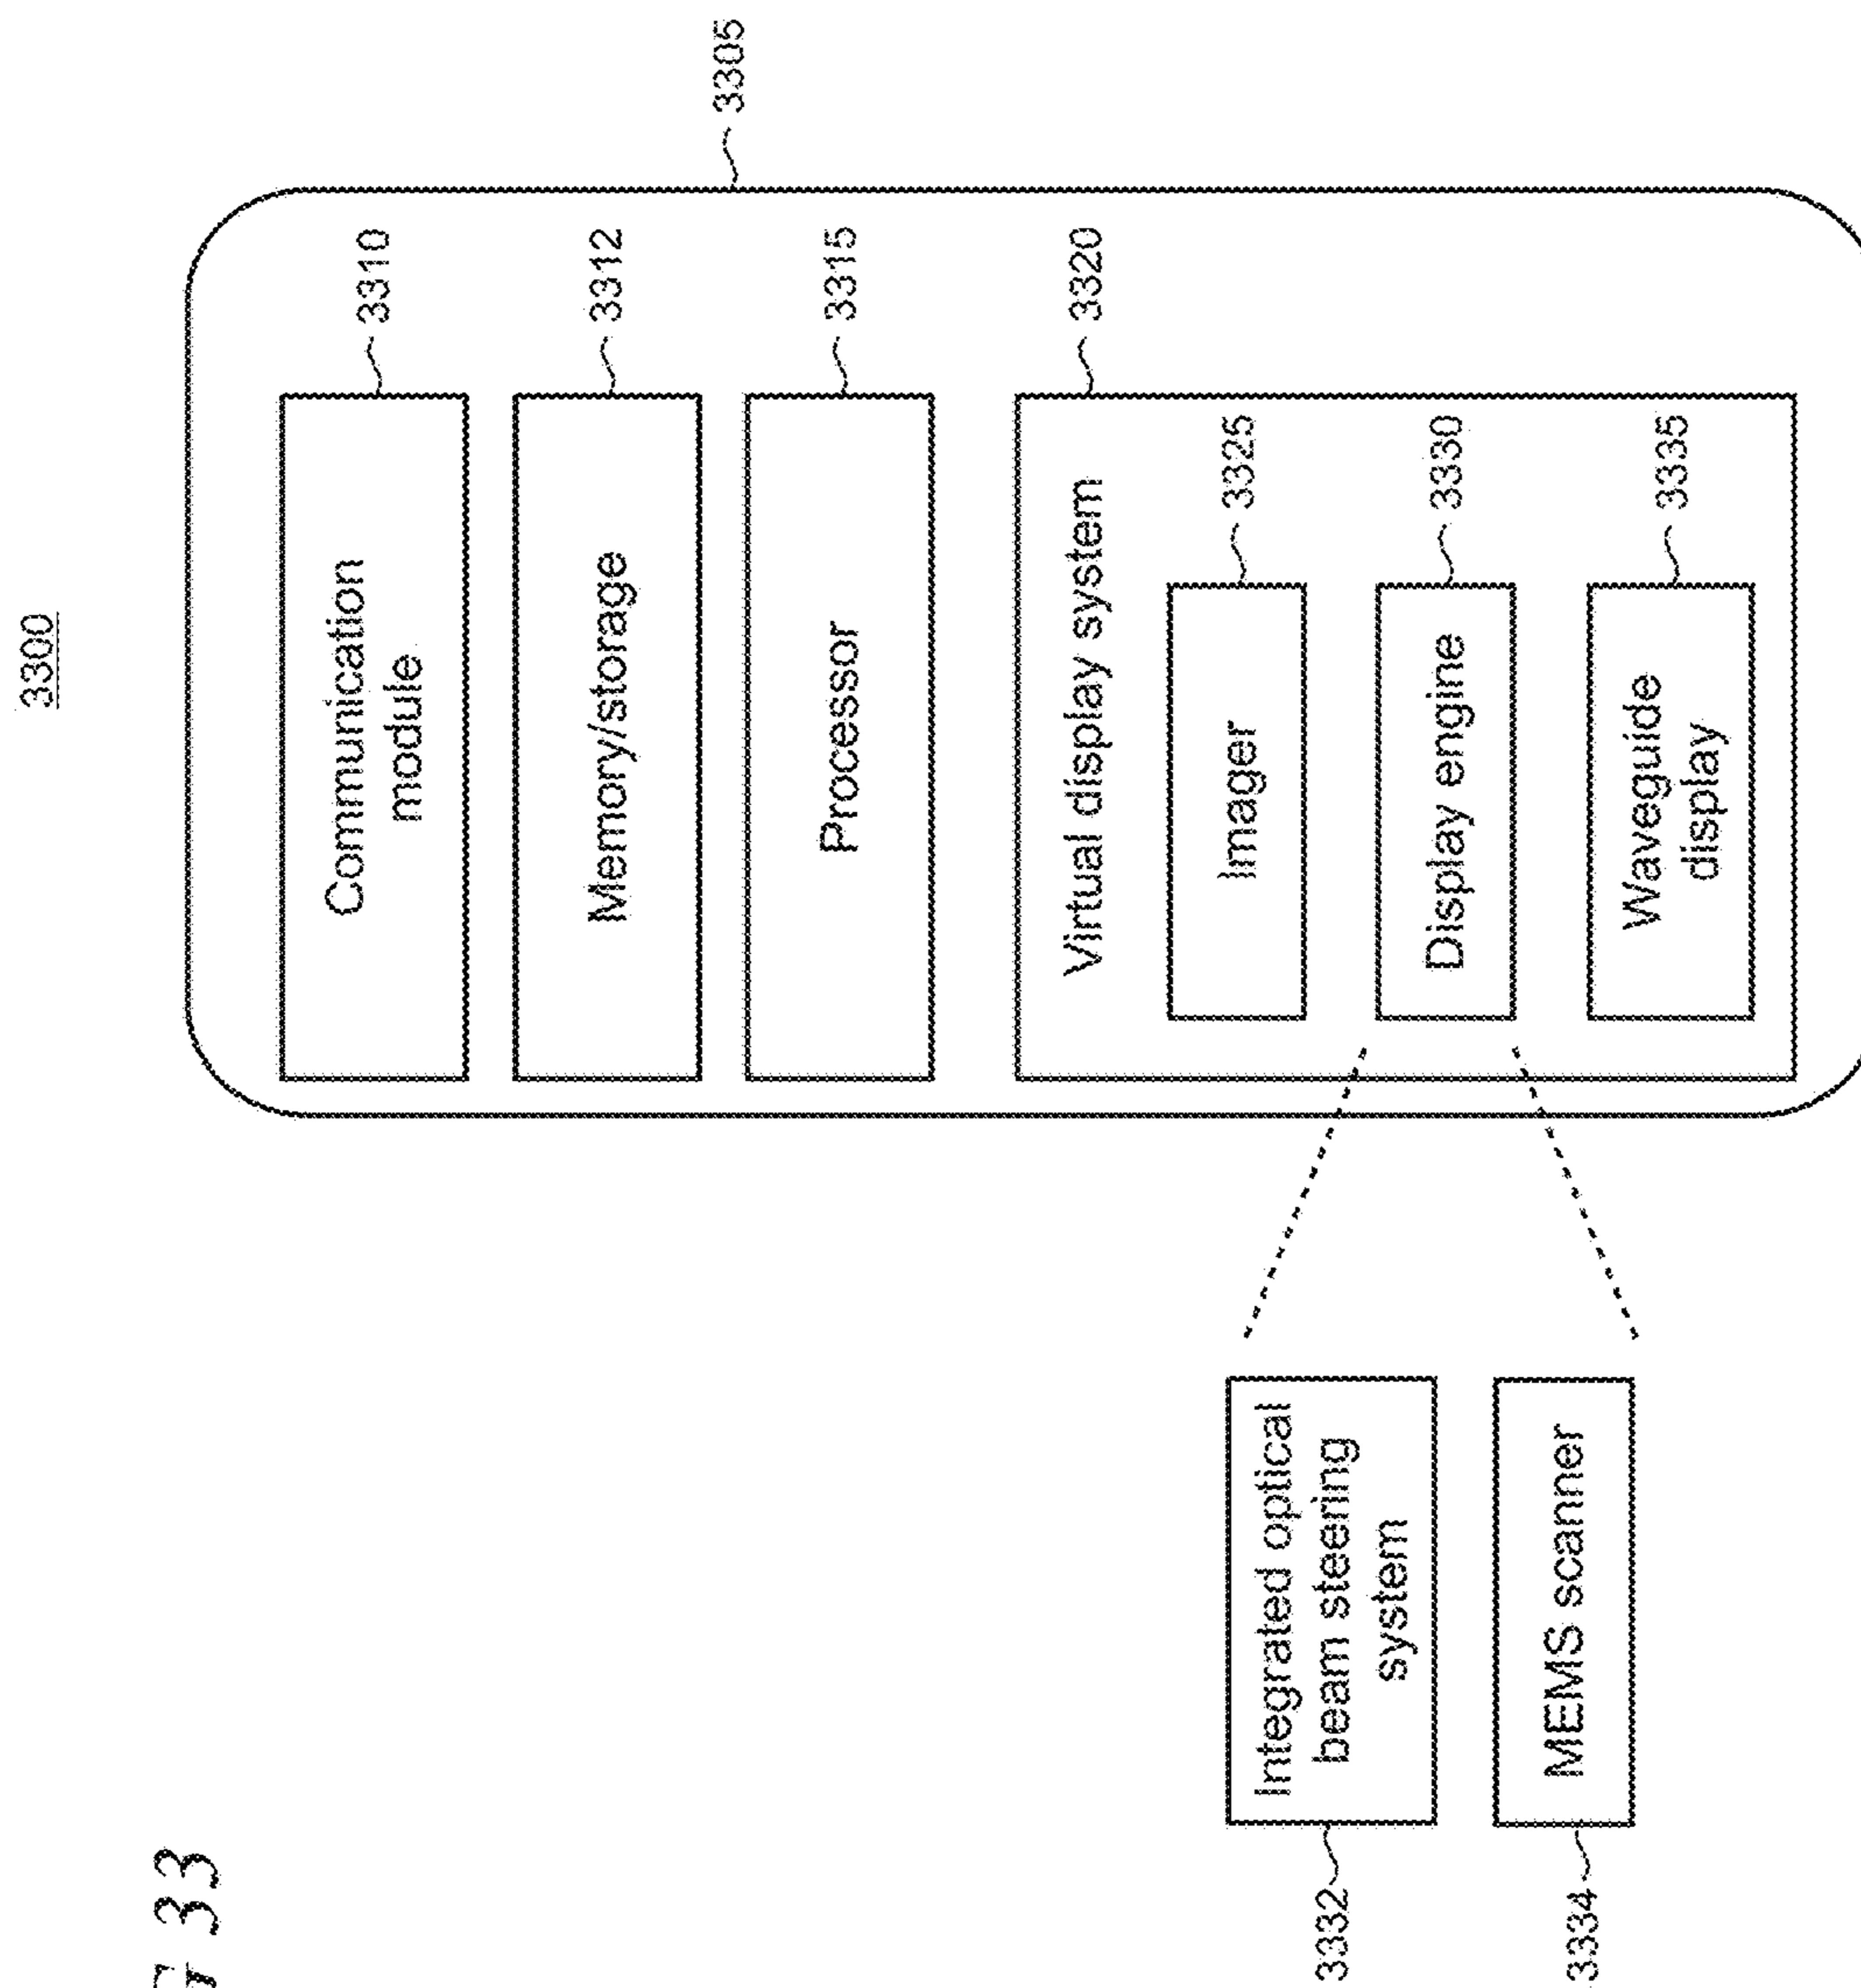 G 33
3300
3305
Communication
module
3310
Memory/storage
3312
Processor
3315
Virtual display system
3320
Imager
3325
Display engine
3330
Waveguide
display
3335
Integrated optical
beam steering
system
3332
MEMS scanner
3334